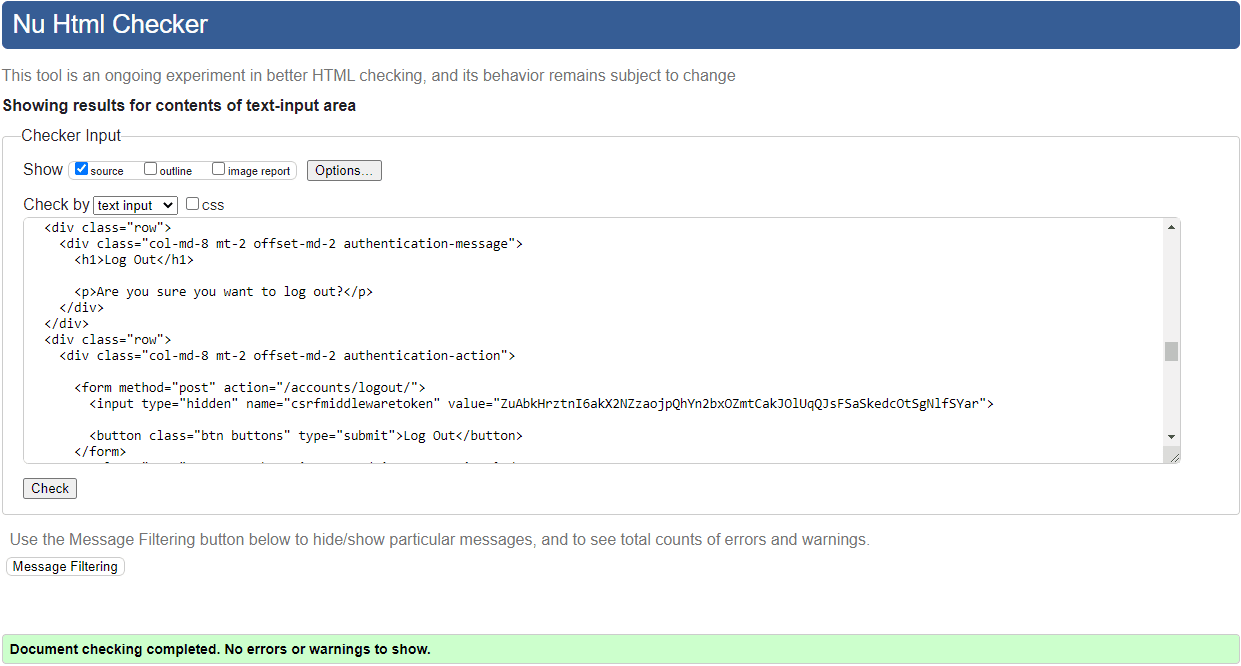 Nu Html Checker
This tool is an ongoing experiment in better HTML checking, and its behavior remains subject to change
Showing results for contents of text-input area
Checker Input
Show source outline image report Options...
Check by text input css
<div class="row">
<div class="col-md-8 mt-2 offset-md-2 authentication-message">
<h1>Log Out</h1>
<p>Are you sure you want to log out?</p>
</div>
</div>
<div class="row">
<div class="col-md-8 mt-2 offset-md-2 authentication-action">
<form method="post" action="/accounts/logout/">
<input type="hidden" name="csrfmiddlewaretoken" value="ZuAbkHrztnI6akX2NZzaojpQhYn2bxOZmtCakJOlUqQJsFSaSkedcOtSgNlfSYar">
<button class="btn buttons" type="submit">Log Out</button>
</form>
Check
Use the Message Filtering button below to hide/show particular messages, and to see total counts of errors and warnings.
Message Filtering
Document checking completed. No errors or warnings to show.